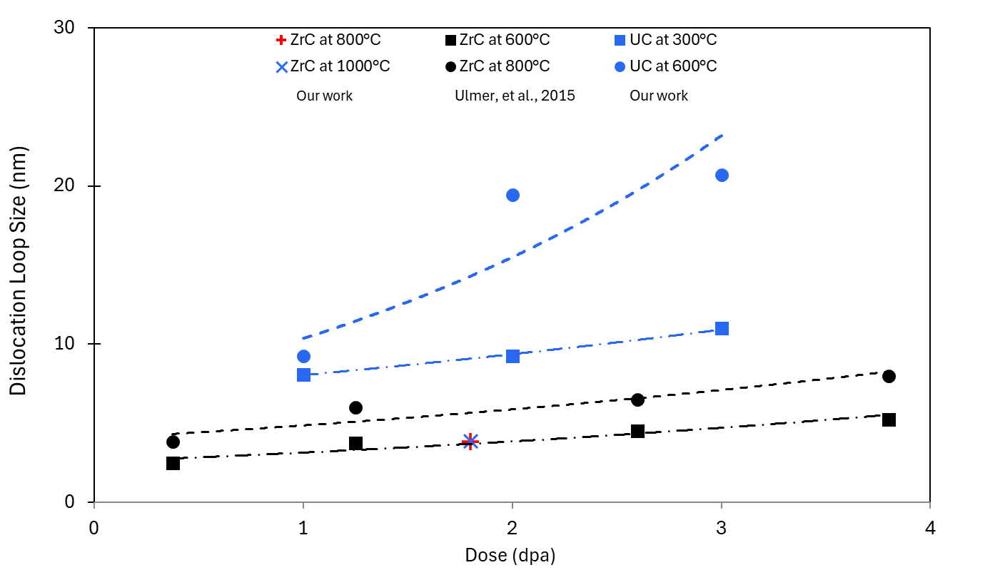 30
ZrC at 800°C ZrC at 600°C UC at 300°C
ZrC at 1000°C ZrC at 800°C UC at 600°C
Our work Ulmer, et al., 2015 Our work
Dislocation Loop Size (nm)
20
10
0
0 1 2 3 4
Dose (dpa)